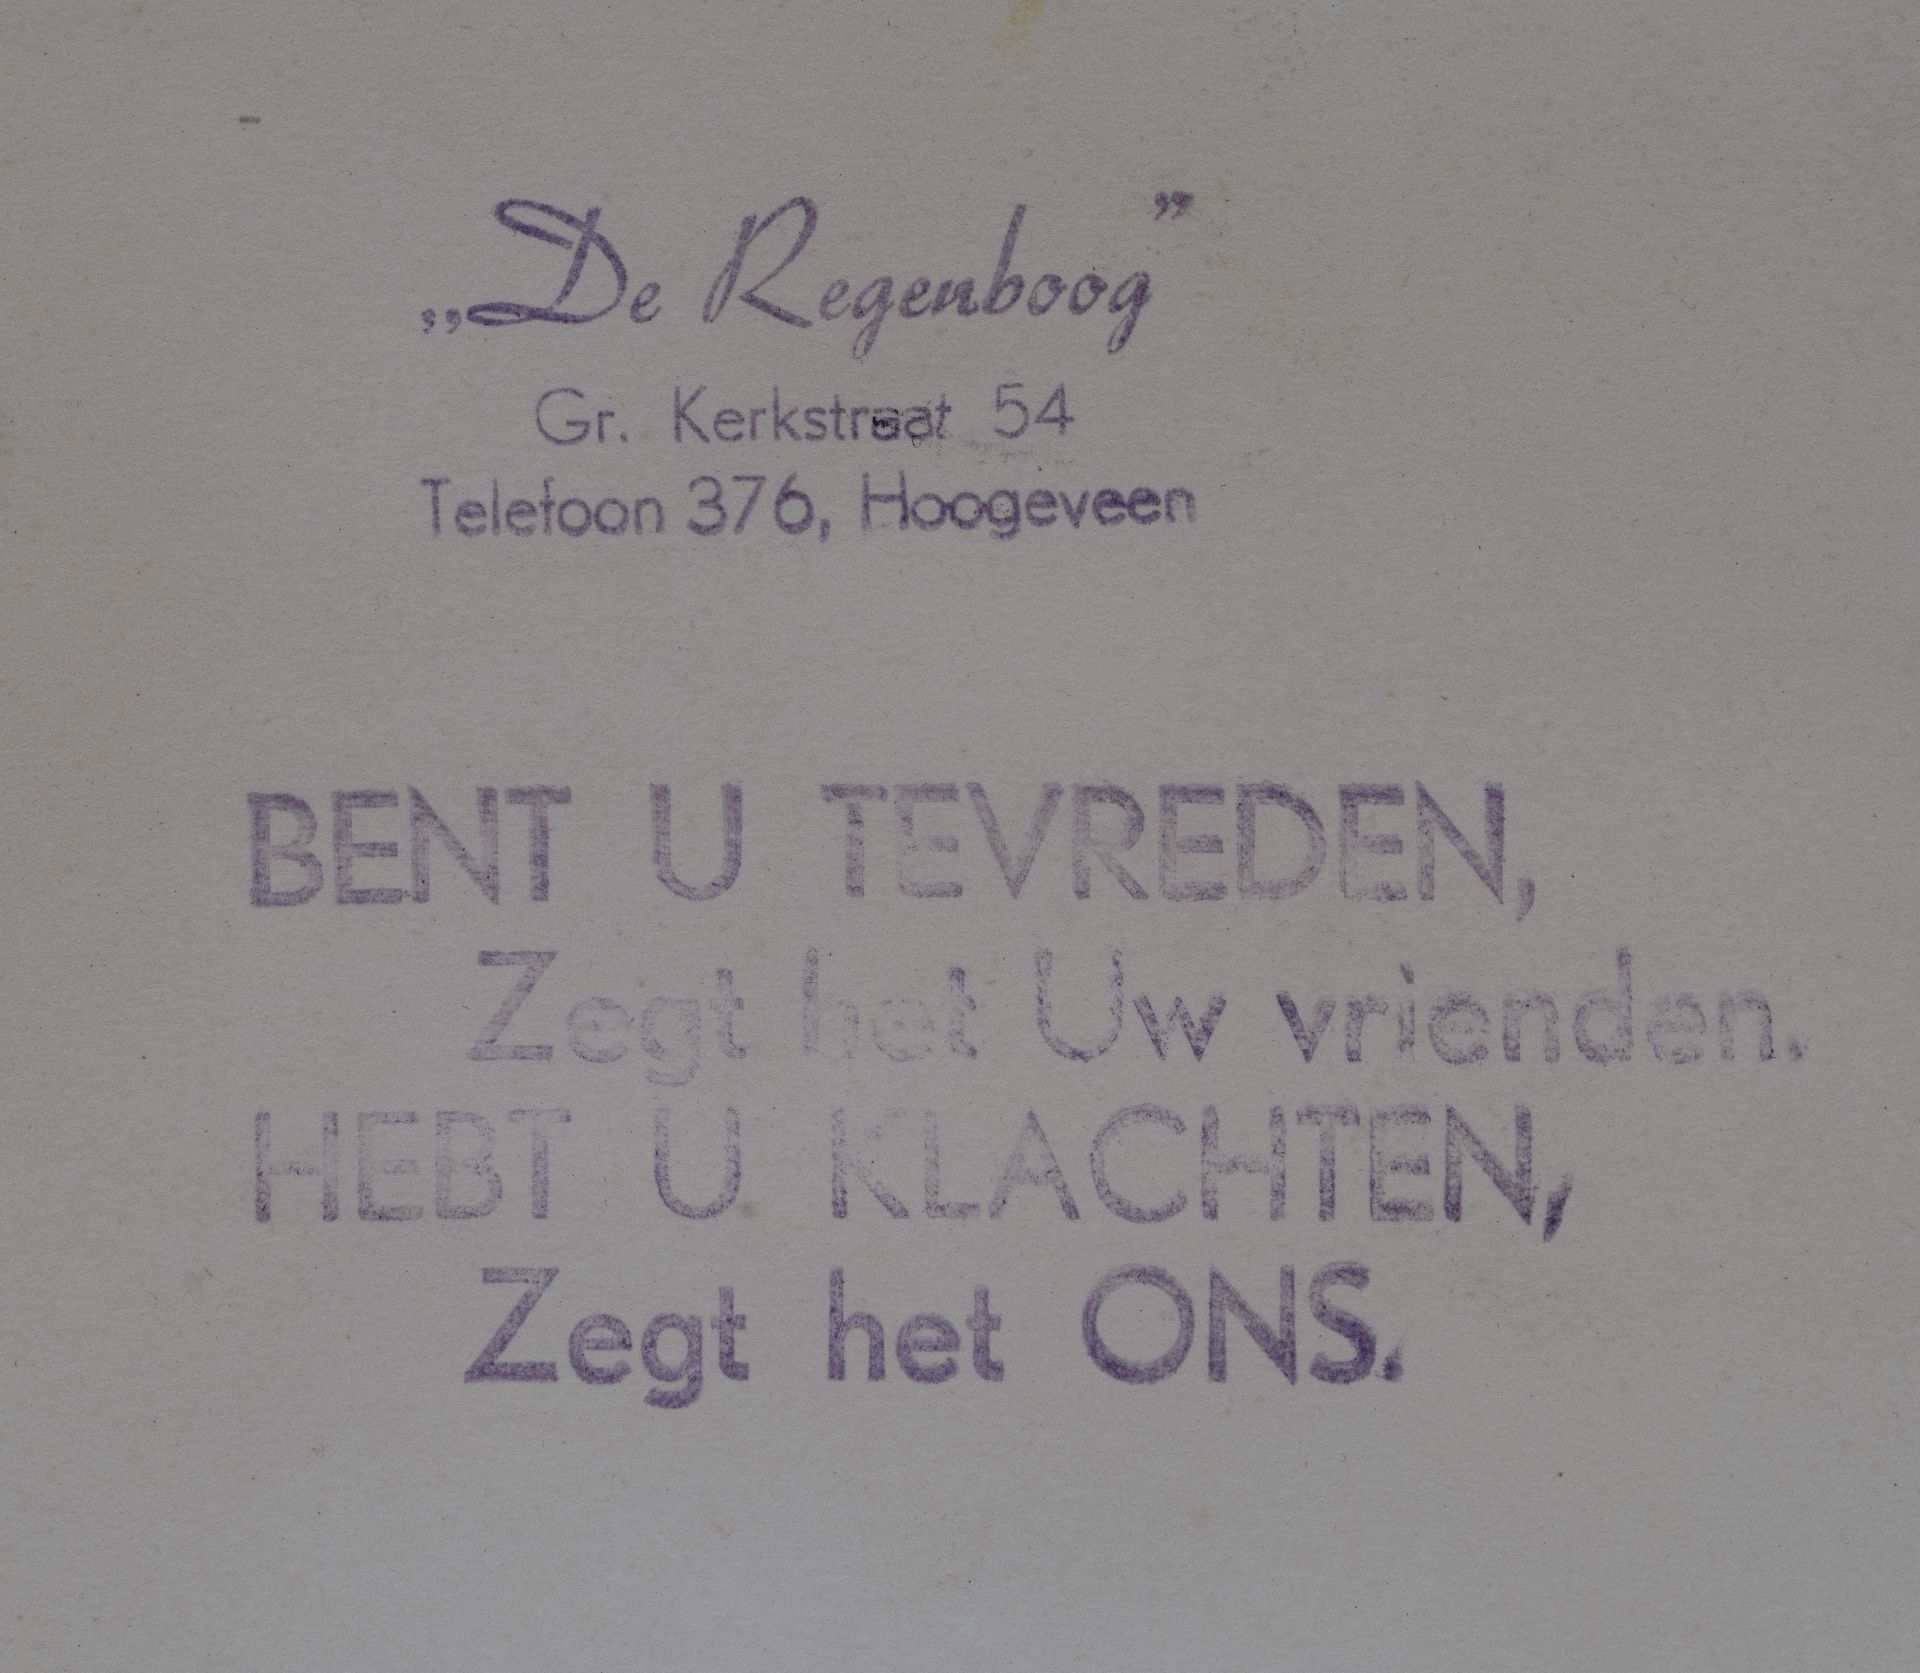 „De Regenboog”
Gr. Kerkstraat 54
Telefoon 376, Hoogeveen
BENT U TEVREDEN,
Zegt het Uw vrienden.
HEBT U KLACHTEN,
Zegt het ONS.